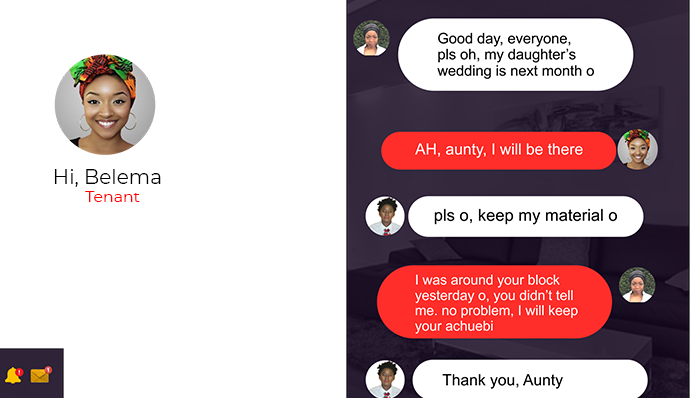 Hi, Belema
Tenant
Good day, everyone,
pls oh, my daughter's
wedding is next month o
AH, aunty, I will be there
pls o, keep my material o
I was around your block
yesterday o, you didn't tell
me. no problem, I will keep
your achuebi
Thank you, Aunty